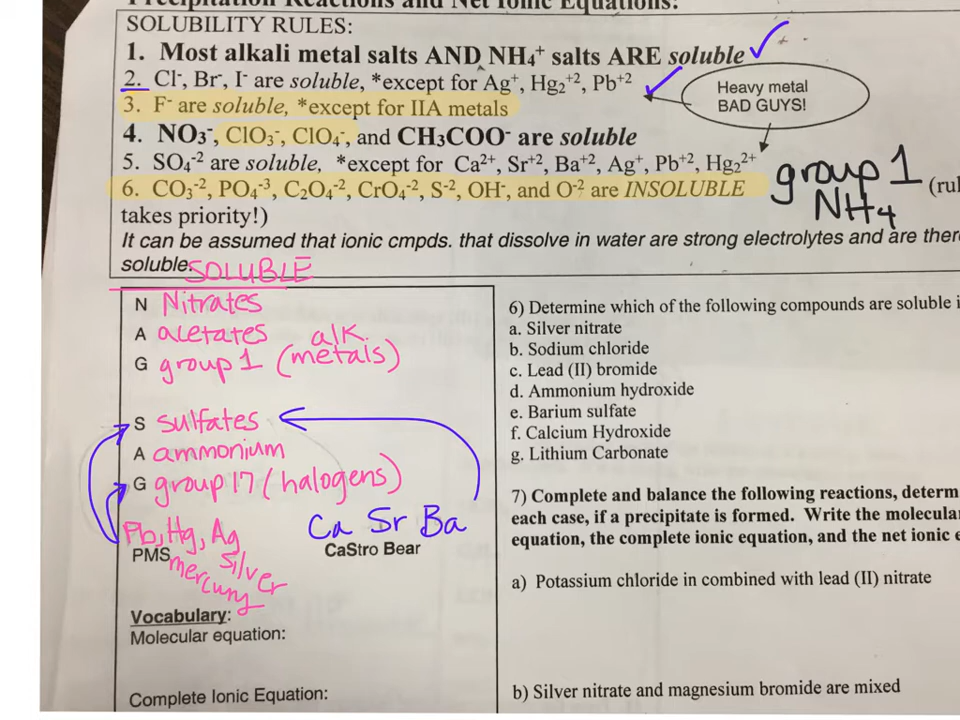 Precipitation Reactions and Net Ionic Equations:
SOLUBILITY RULES:
1. Most alkali metal salts AND NH₄⁺ salts ARE soluble
2. Cl⁻, Br⁻, I⁻ are soluble, *except for Ag⁺, Hg₂⁺², Pb⁺²
Heavy metal
BAD GUYS!
3. F⁻ are soluble, *except for IIA metals
4. NO₃⁻, ClO₃⁻, ClO₄⁻, and CH₃COO⁻ are soluble
5. SO₄⁻² are soluble, *except for Ca²⁺, Sr⁺², Ba⁺², Ag⁺, Pb⁺², Hg₂²⁺
6. CO₃⁻², PO₄⁻³, C₂O₄⁻², CrO₄⁻², S⁻², OH⁻, and O⁻² are INSOLUBLE
group 1
NH₄
takes priority!)
It can be assumed that ionic cmpds. that dissolve in water are strong electrolytes and are
soluble.
SOLUBLE
N Nitrates
A acetates
alk.
G group 1 (metals)
S sulfates
A ammonium
G group 17 (halogens)
Pb, Hg, Ag
Ca Sr Ba
PMS
CaStro Bear
mercury
silver
Vocabulary:
Molecular equation:
Complete Ionic Equation:
6) Determine which of the following compounds are soluble
a. Silver nitrate
b. Sodium chloride
c. Lead (II) bromide
d. Ammonium hydroxide
e. Barium sulfate
f. Calcium Hydroxide
g. Lithium Carbonate
7) Complete and balance the following reactions,
each case, if a precipitate is formed. Write the
equation, the complete ionic equation, and the net ionic
a) Potassium chloride in combined with lead (II) nitrate
b) Silver nitrate and magnesium bromide are mixed